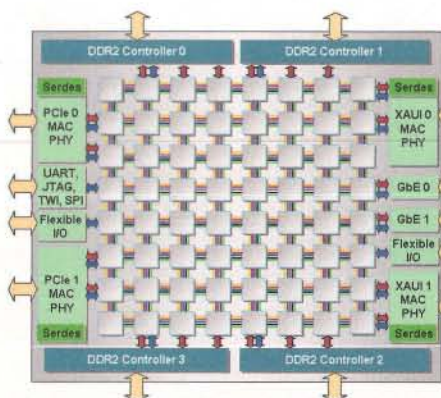 DDR2 Controller 0
DDR2 Controller 1
Serdes
PCIe 0
MAC
PHY
UART,
JTAG,
TWI, SPI
Flexible
I/O
PCIe 1
MAC
PHY
Serdes
Serdes
XAUI 0
MAC
PHY
GbE 0
GbE 1
Flexible
I/O
XAUI 1
MAC
PHY
Serdes
DDR2 Controller 3
DDR2 Controller 2